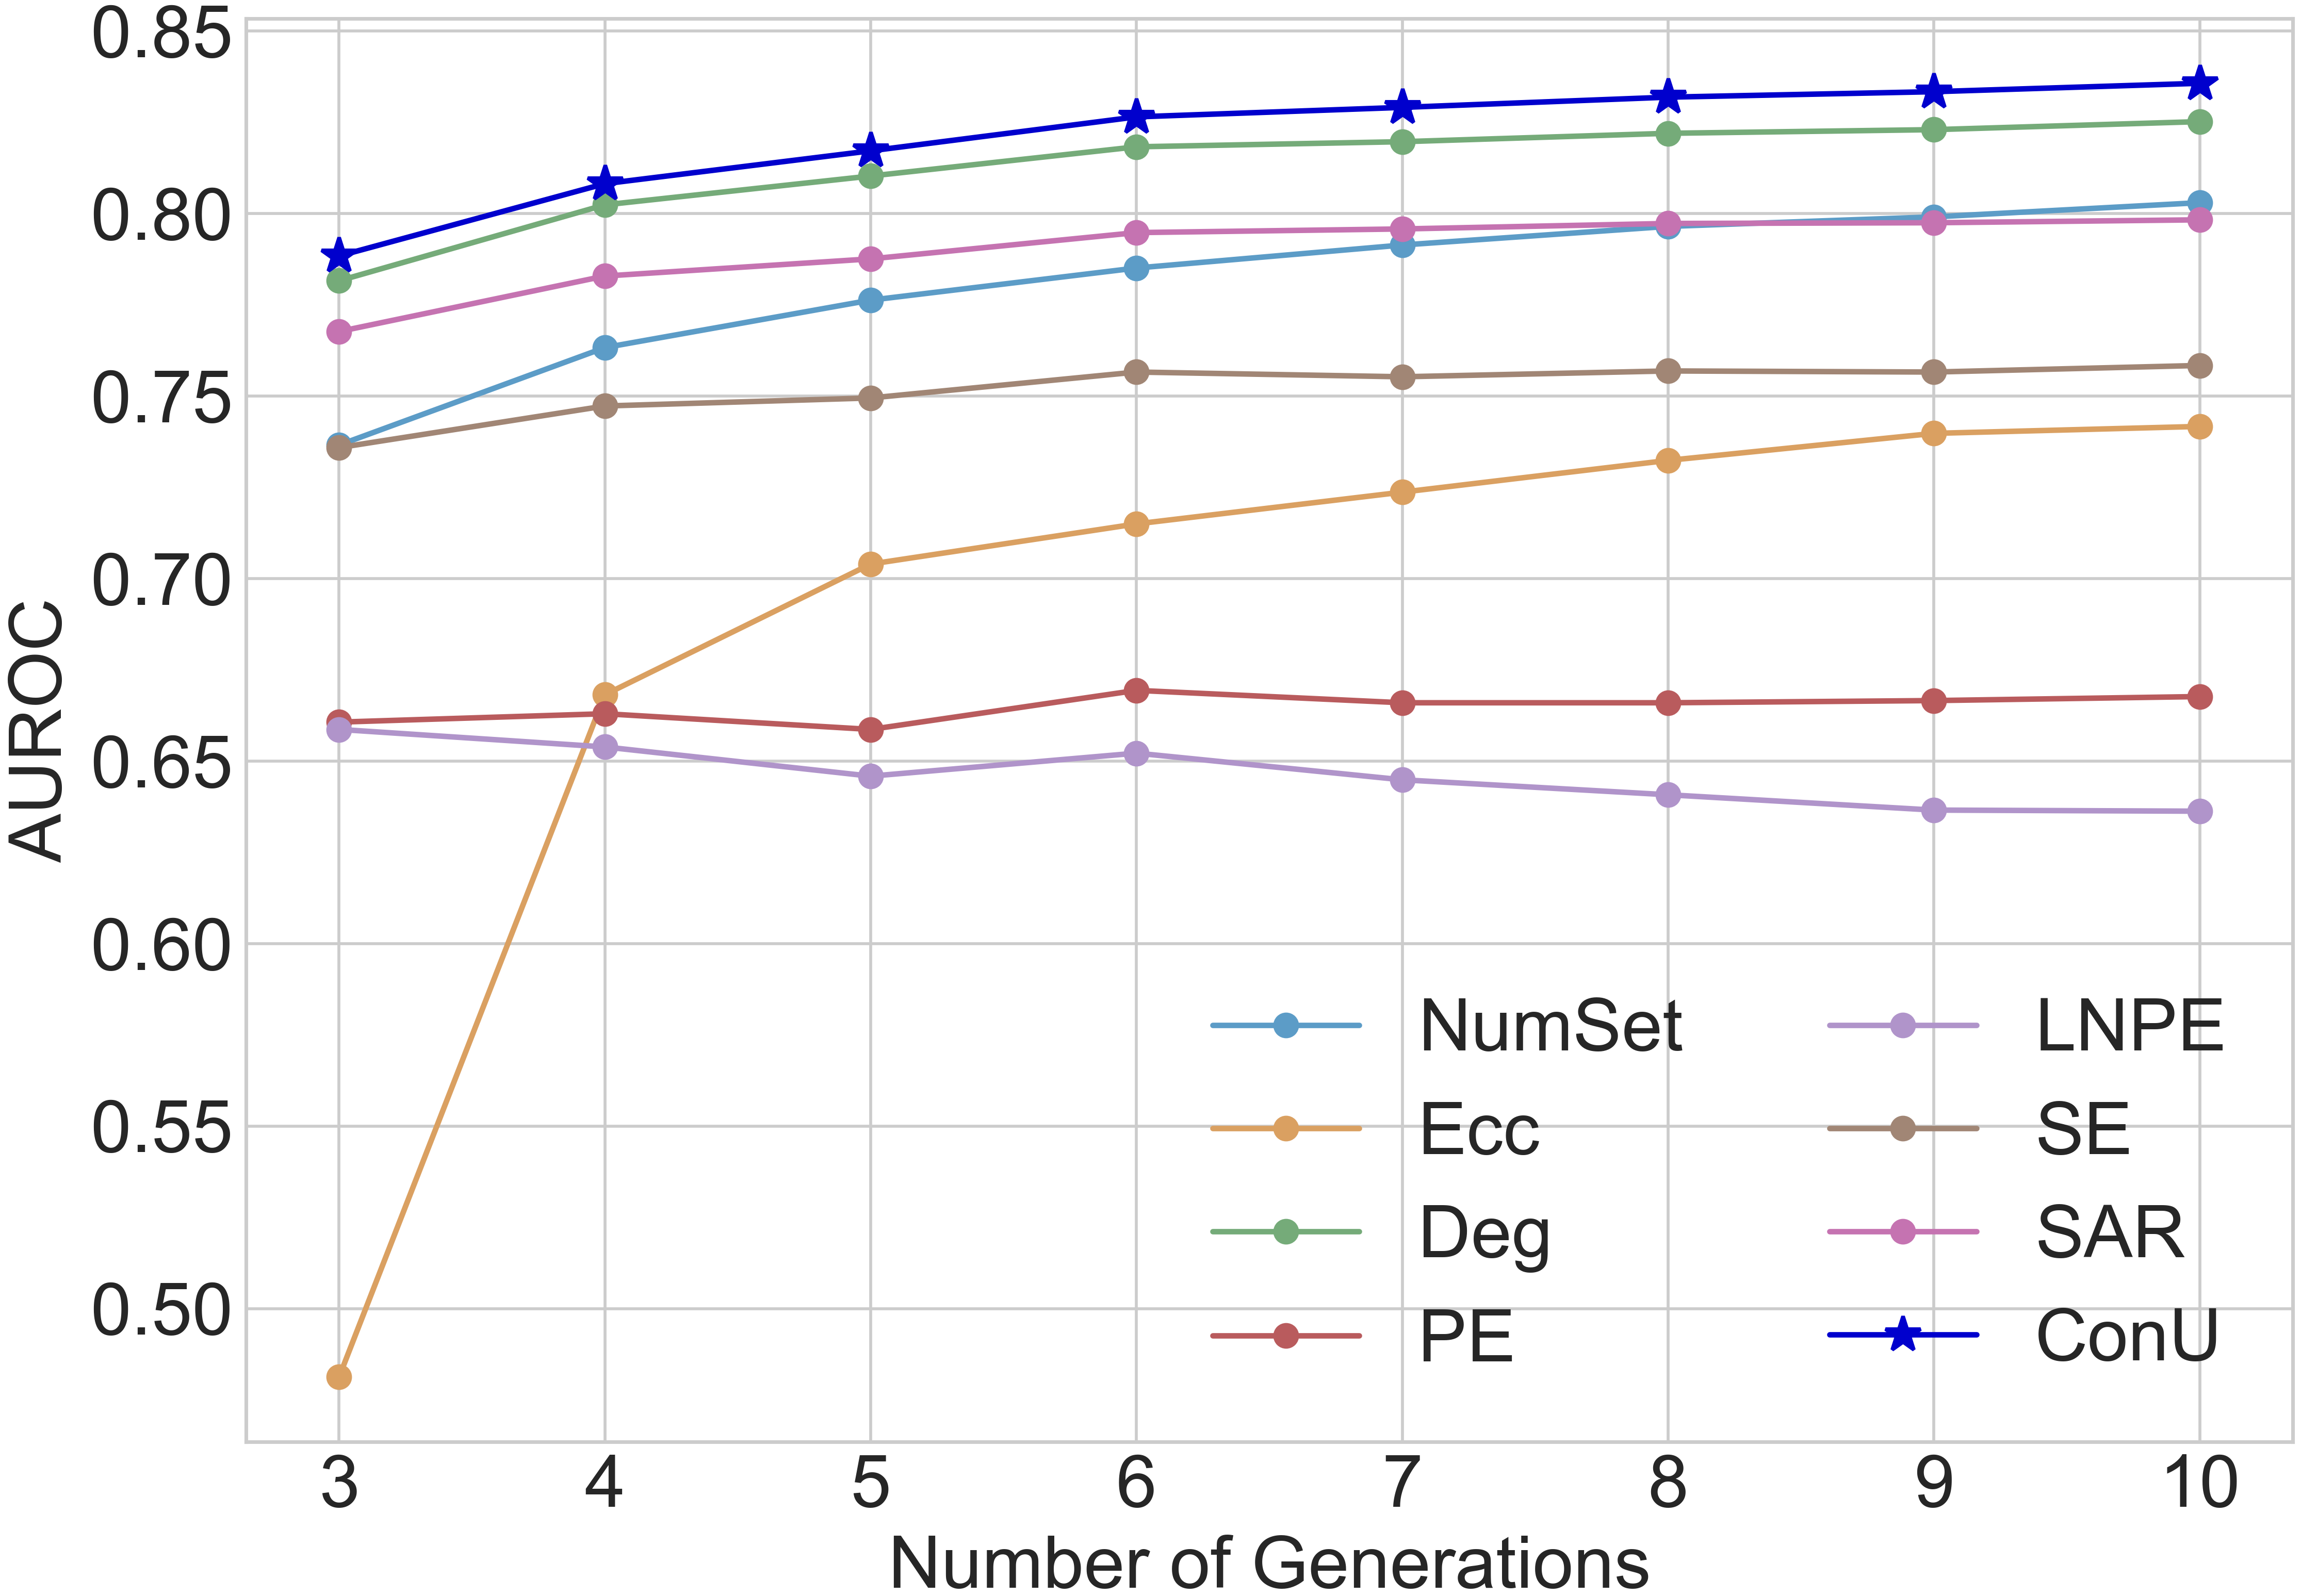 0.85
0.80
0.75
0.70
0.65
0.60
0.55
0.50
AUROC
NumSet
Ecc
Deg
PE
LNPE
SE
SAR
ConU
3 4 5 6 7 8 9 10
Number of Generations